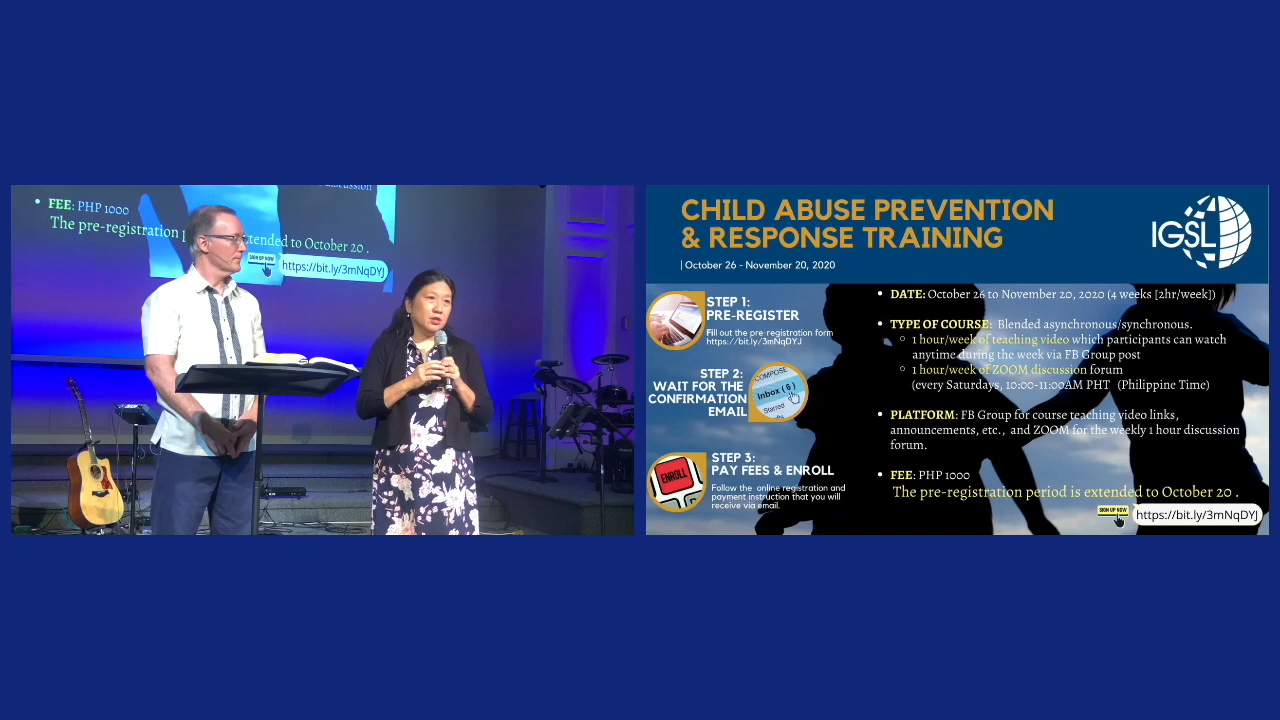 cussion
• FEE: PHP 1000
The pre-registration p tended to October 20 .
SIGN UP NOW
https://bit.ly/3mNqDYJ
CHILD ABUSE PREVENTION
& RESPONSE TRAINING
| October 26 - November 20, 2020
IGSL
STEP 1:
PRE-REGISTER
Fill out the pre-registration form
https://bit.ly/3mNqDYJ
STEP 2:
WAIT FOR THE
CONFIRMATION
EMAIL
COMPOSE
Inbox ( 6 )
Starred
STEP 3:
PAY FEES & ENROLL
Follow the online registration and
payment instruction that you will
receive via email.
ENROLL
• DATE: October 26 to November 20, 2020 (4 weeks [2hr/week])
• TYPE OF COURSE: Blended asynchronous/synchronous.
○ 1 hour/week of teaching video which participants can watch
anytime during the week via FB Group post
○ 1 hour/week of ZOOM discussion forum
(every Saturdays, 10:00-11:00AM PHT (Philippine Time)
• PLATFORM: FB Group for course teaching video links,
announcements, etc., and ZOOM for the weekly 1 hour discussion
forum.
• FEE: PHP 1000
The pre-registration period is extended to October 20 .
SIGN UP NOW
https://bit.ly/3mNqDYJ